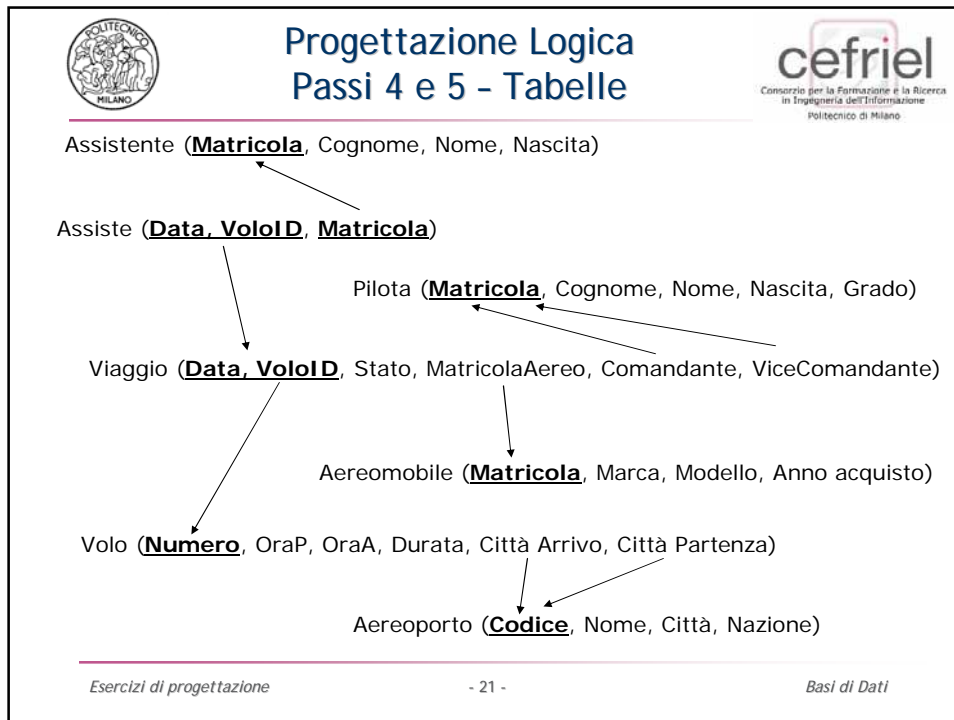 POLITECNICO
MILANO
Progettazione Logica
Passi 4 e 5 – Tabelle
cefriel
Consorzio per la Formazione e la Ricerca
in Ingegneria dell'Informazione
Politecnico di Milano
Assistente (Matricola, Cognome, Nome, Nascita)
Assiste (Data, VoloID, Matricola)
Pilota (Matricola, Cognome, Nome, Nascita, Grado)
Viaggio (Data, VoloID, Stato, MatricolaAereo, Comandante, ViceComandante)
Aereomobile (Matricola, Marca, Modello, Anno acquisto)
Volo (Numero, OraP, OraA, Durata, Città Arrivo, Città Partenza)
Aereoporto (Codice, Nome, Città, Nazione)
Esercizi di progettazione
- 21 -
Basi di Dati